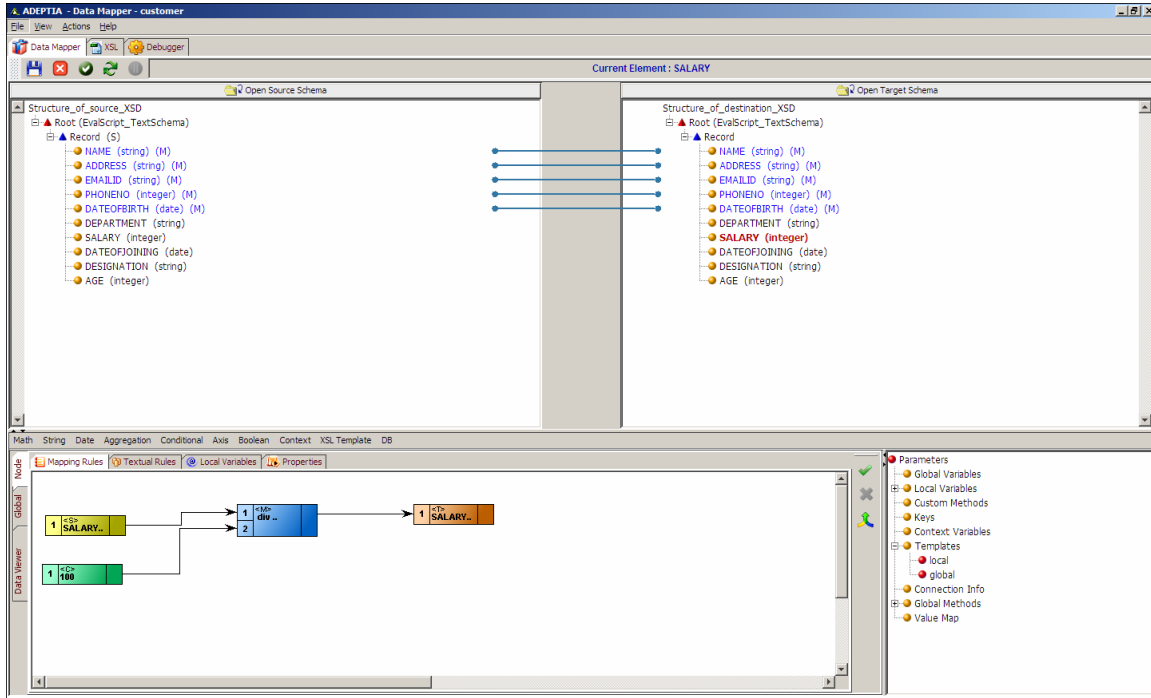 ADEPTIA - Data Mapper - customer
File View Actions Help
Data Mapper XSL Debugger
Current Element : SALARY
Open Source Schema
Structure_of_source_XSD
Root (EvalScript_TextSchema)
Record (S)
NAME (string) (M)
ADDRESS (string) (M)
EMAILID (string) (M)
PHONENO (integer) (M)
DATEOFBIRTH (date) (M)
DEPARTMENT (string)
SALARY (integer)
DATEOFJOINING (date)
DESIGNATION (string)
AGE (integer)
Open Target Schema
Structure_of_destination_XSD
Root (EvalScript_TextSchema)
Record
NAME (string) (M)
ADDRESS (string) (M)
EMAILID (string) (M)
PHONENO (integer) (M)
DATEOFBIRTH (date) (M)
DEPARTMENT (string)
SALARY (integer)
DATEOFJOINING (date)
DESIGNATION (string)
AGE (integer)
Math String Date Aggregation Conditional Axis Boolean Context XSL Template DB
Node
Global
Data Viewer
Mapping Rules Textual Rules Local Variables Properties
1 <S> SALARY..
1 <C> 100
1 <M> div ..
2
1 <T> SALARY..
Parameters
Global Variables
Local Variables
Custom Methods
Keys
Context Variables
Templates
local
global
Connection Info
Global Methods
Value Map